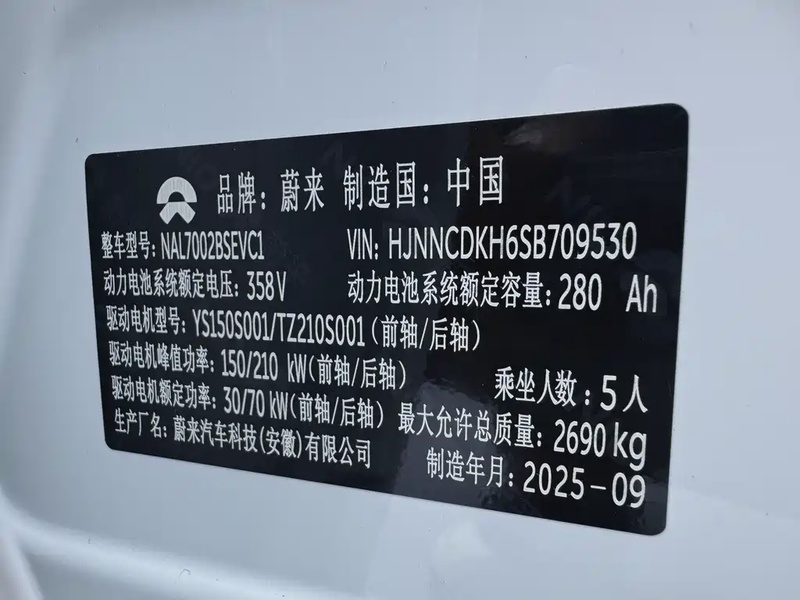 品牌：蔚来 制造国：中国
整车型号：NAL7002BSEVC1 VIN: HJNNCDKH6SB709530
动力电池系统额定电压：358V 动力电池系统额定容量：280 Ah
驱动电机型号：YS150S001/TZ210S001(前轴/后轴)
驱动电机峰值功率：150/210 kW(前轴/后轴) 乘坐人数：5人
驱动电机额定功率：30/70kW(前轴/后轴) 最大允许总质量：2690kg
生产厂名：蔚来汽车科技(安徽)有限公司 制造年月：2025-09